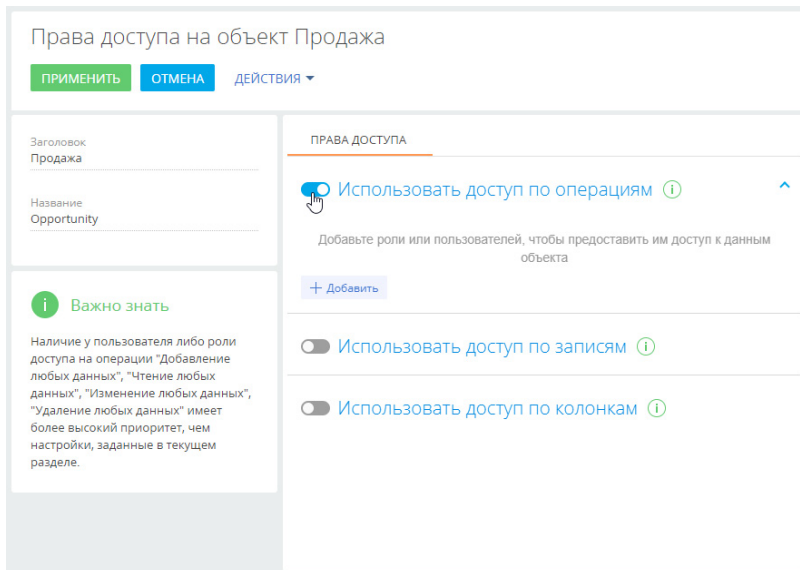 Права доступа на объект Продажа
ПРИМЕНИТЬ ОТМЕНА ДЕЙСТВИЯ
Заголовок
Продажа
Название
Opportunity
i Важно знать
Наличие у пользователя либо роли
доступа на операции "Добавление
любых данных", "Чтение любых
данных", "Изменение любых данных",
"Удаление любых данных" имеет
более высокий приоритет, чем
настройки, заданные в текущем
разделе.
ПРАВА ДОСТУПА
Использовать доступ по операциям i
Добавьте роли или пользователей, чтобы предоставить им доступ к данным
объекта
+ Добавить
Использовать доступ по записям i
Использовать доступ по колонкам i